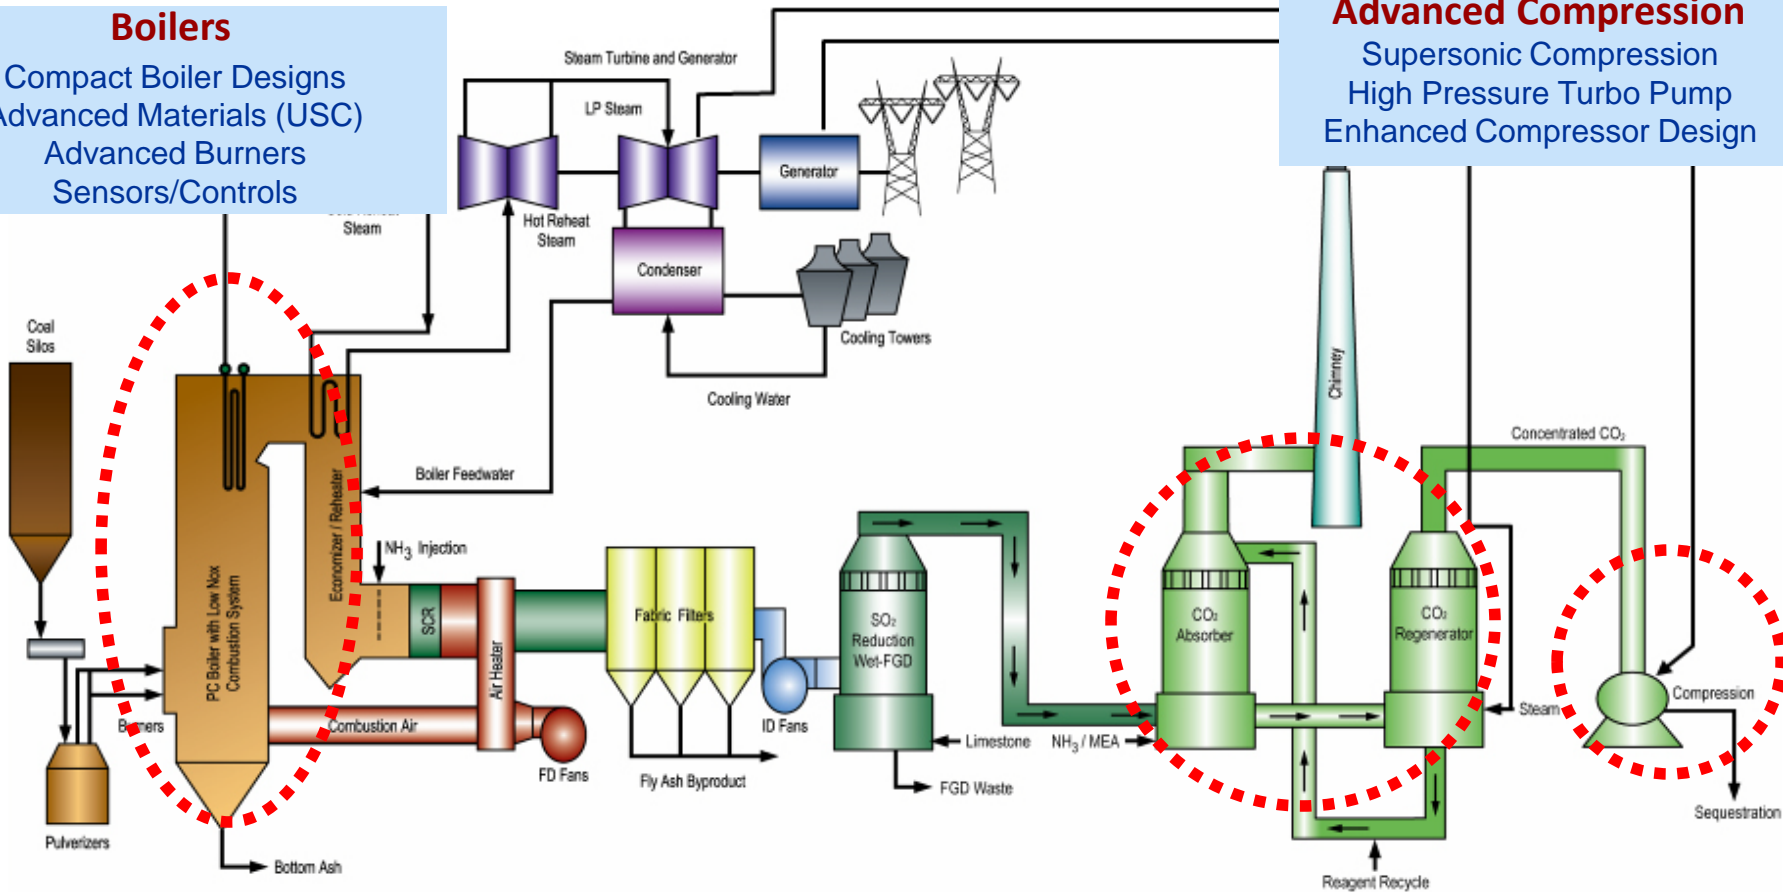 Boilers
Compact Boiler Designs
Advanced Materials (USC)
Advanced Burners
Sensors/Controls
Advanced Compression
Supersonic Compression
High Pressure Turbo Pump
Enhanced Compressor Design
Steam Turbine and Generator
LP Steam
Generator
Steam
Hot Reheat
Steam
Condenser
Cooling Towers
Cooling Water
Coal
Silos
Chimney
Concentrated CO₂
Boiler Feedwater
Economizer / Reheater
NH₃ Injection
PC Boiler with Low Nox
Combustion System
SCR
Air Heater
Fabric Filters
SO₂
Reduction
Wet-FGD
CO₂
Absorber
CO₂
Regenerator
Compression
Steam
Burners
Combustion Air
FD Fans
ID Fans
Limestone
NH₃ / MEA
Fly Ash Byproduct
FGD Waste
Sequestration
Pulverizers
Bottom Ash
Reagent Recycle